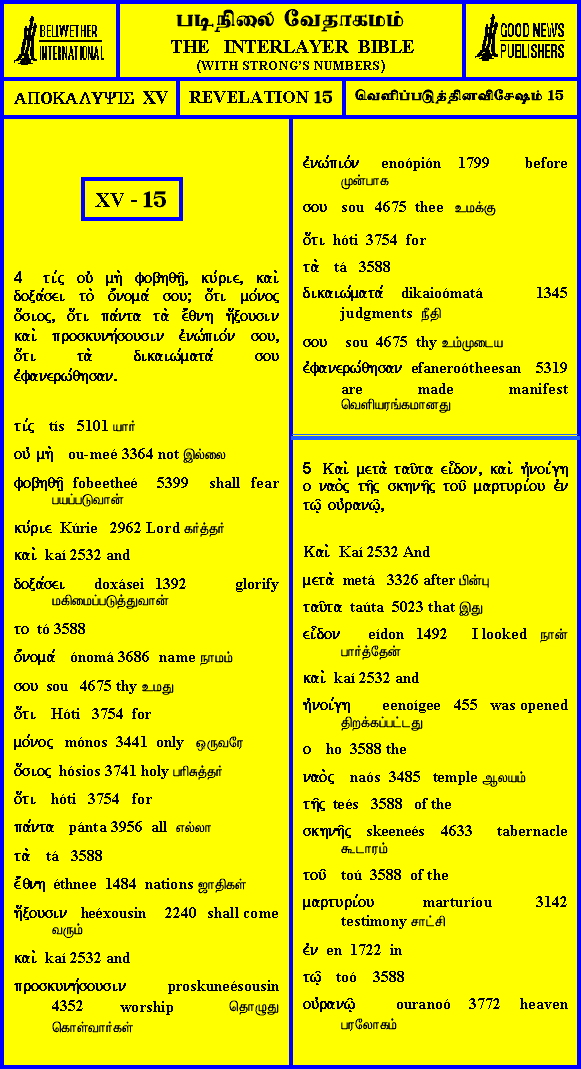 BELLWETHER
INTERNATIONAL
படிநிலை வேதாகமம்
THE INTERLAYER BIBLE
(WITH STRONG'S NUMBERS)
GOOD NEWS
PUBLISHERS
ΑΠΟΚΑΛΥΨΙΣ XV
REVELATION 15
வெளிப்படுத்தினவிசேஷம் 15
XV - 15
4 τίς οὐ μὴ φοβηθῇ, κύριε, καὶ
δοξάσει τὸ ὄνομά σου; ὅτι μόνος
ὅσιος, ὅτι πάντα τὰ ἔθνη ἥξουσιν
καὶ προσκυνήσουσιν ἐνώπιόν σου,
ὅτι τὰ δικαιώματά σου
ἐφανερώθησαν.
τίς tís 5101 யார்
οὐ μὴ ou-meé 3364 not இல்லை
φοβηθῇ fobeetheé 5399 shall fear
பயப்படுவான்
κύριε Kúrie 2962 Lord கர்த்தர்
καὶ kaí 2532 and
δοξάσει doxásei 1392 glorify
மகிமைப்படுத்துவான்
το tó 3588
ὄνομά ónomá 3686 name நாமம்
σου sou 4675 thy உமது
ὅτι Hóti 3754 for
μόνος mónos 3441 only ஒருவரே
ὅσιος hósios 3741 holy பரிசுத்தர்
ὅτι hóti 3754 for
πάντα pánta 3956 all எல்லா
τὰ tá 3588
ἔθνη éthnee 1484 nations ஜாதிகள்
ἥξουσιν heéxousin 2240 shall come
வரும்
καὶ kaí 2532 and
προσκυνήσουσιν proskuneésousin
4352 worship தொழுது
கொள்வார்கள்
ἐνώπιόν enoópión 1799 before
முன்பாக
σου sou 4675 thee உமக்கு
ὅτι hóti 3754 for
τὰ tá 3588
δικαιώματά dikaioómatá 1345
judgments நீதி
σου sou 4675 thy உம்முடைய
ἐφανερώθησαν efaneroótheesan 5319
are made manifest
வெளியரங்கமானது
5 Καὶ μετὰ ταῦτα εἶδον, καὶ ἠνοίγη
ο ναὸς τῆς σκηνῆς τοῦ μαρτυρίου ἐν
τῷ οὐρανῷ,
Καὶ Kaí 2532 And
μετὰ metá 3326 after பின்பு
ταῦτα taúta 5023 that இது
εἶδον eídon 1492 I looked நான்
பார்த்தேன்
καὶ kaí 2532 and
ἠνοίγη eenoígee 455 was opened
திறக்கப்பட்டது
ο ho 3588 the
ναὸς naós 3485 temple ஆலயம்
τῆς teés 3588 of the
σκηνῆς skeeneés 4633 tabernacle
கூடாரம்
τοῦ toú 3588 of the
μαρτυρίου marturíou 3142
testimony சாட்சி
ἐν en 1722 in
τῷ toó 3588
οὐρανῷ ouranoó 3772 heaven
பரலோகம்